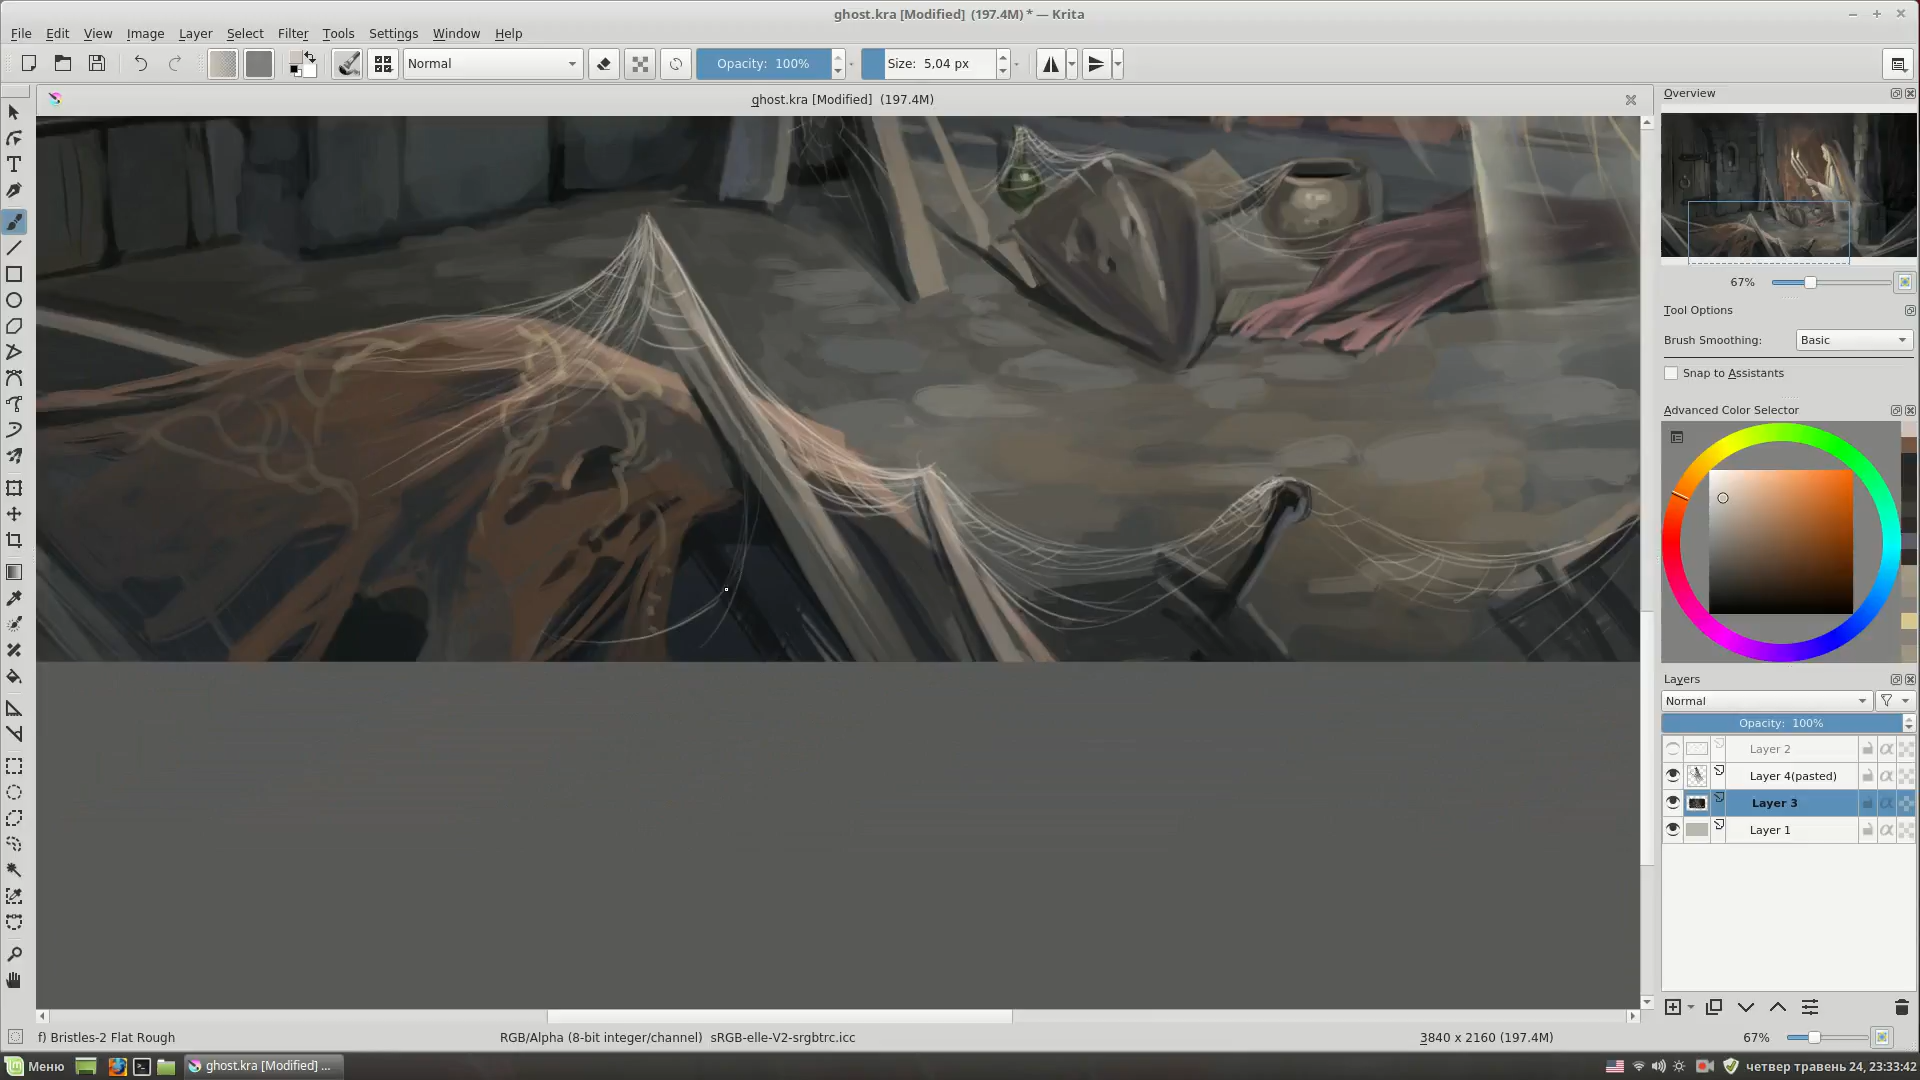 ghost.kra [Modified]  (197.4M) * — Krita
File Edit View Image Layer Select Filter Tools Settings Window Help
Normal Opacity: 100% Size: 5,04 px
ghost.kra [Modified]  (197.4M)
Overview
67%
Tool Options
Brush Smoothing: Basic
Snap to Assistants
Advanced Color Selector
Layers
Normal
Opacity: 100%
Layer 2
Layer 4(pasted)
Layer 3
Layer 1
f) Bristles-2 Flat Rough RGB/Alpha (8-bit integer/channel)  sRGB-elle-V2-srgbtrc.icc 3840 x 2160 (197.4M) 67%
Меню ghost.kra [Modified] ... четвер травень 24, 23:33:42